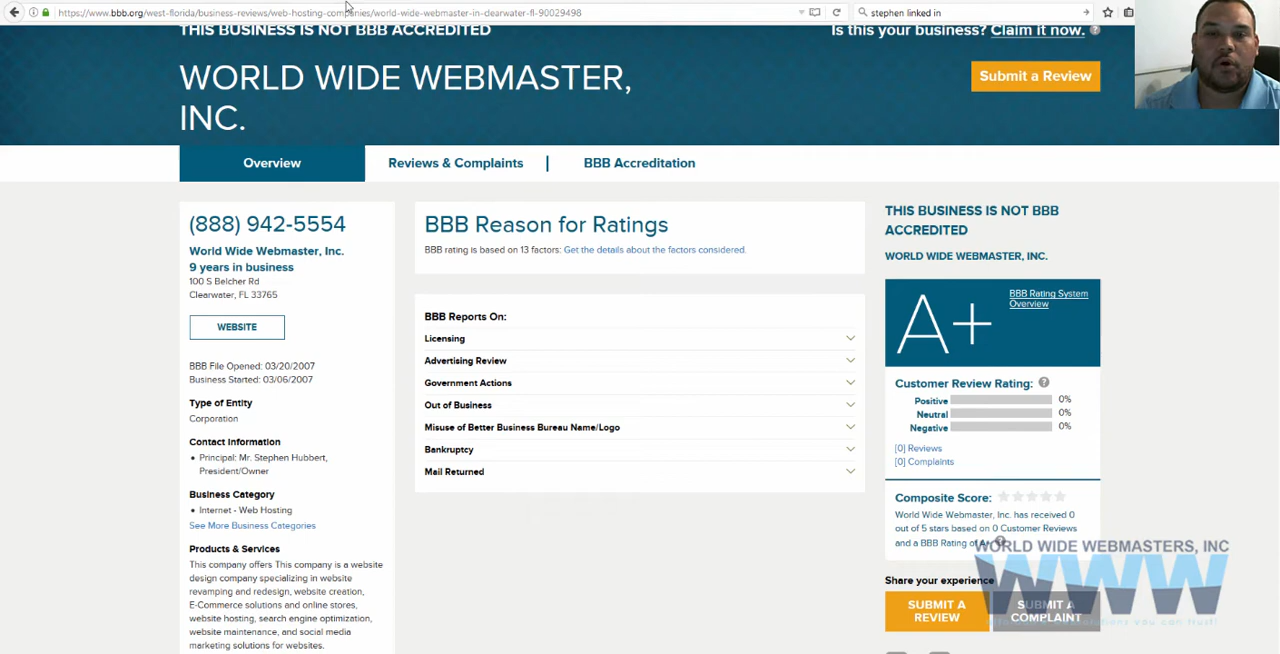 https://www.bbb.org/west-florida/business-reviews/web-hosting-companies/world-wide-webmaster-in-clearwater-fl-90029498
stephen linked in
THIS BUSINESS IS NOT BBB ACCREDITED
Is this your business? Claim it now.
WORLD WIDE WEBMASTER,
INC.
Submit a Review
Overview
Reviews & Complaints
BBB Accreditation
(888) 942-5554
World Wide Webmaster, Inc.
9 years in business
100 S Belcher Rd
Clearwater, FL 33765
WEBSITE
BBB File Opened: 03/20/2007
Business Started: 03/06/2007
Type of Entity
Corporation
Contact Information
• Principal: Mr. Stephen Hubbert,
President/Owner
Business Category
• Internet - Web Hosting
See More Business Categories
Products & Services
This company offers This company is a website
design company specializing in website
revamping and redesign, website creation,
E-Commerce solutions and online stores,
website hosting, search engine optimization,
website maintenance, and social media
marketing solutions for websites.
BBB Reason for Ratings
BBB rating is based on 13 factors: Get the details about the factors considered.
BBB Reports On:
Licensing
Advertising Review
Government Actions
Out of Business
Misuse of Better Business Bureau Name/Logo
Bankruptcy
Mail Returned
THIS BUSINESS IS NOT BBB
ACCREDITED
WORLD WIDE WEBMASTER, INC.
A+
BBB Rating System
Overview
Customer Review Rating:
Positive 0%
Neutral 0%
Negative 0%
[0] Reviews
[0] Complaints
Composite Score:
World Wide Webmaster, Inc. has received 0
out of 5 stars based on 0 Customer Reviews
and a BBB Rating of A+
WORLD WIDE WEBMASTERS, INC
WWW
you can Trust!
Share your experience
SUBMIT A
REVIEW
SUBMIT A
COMPLAINT